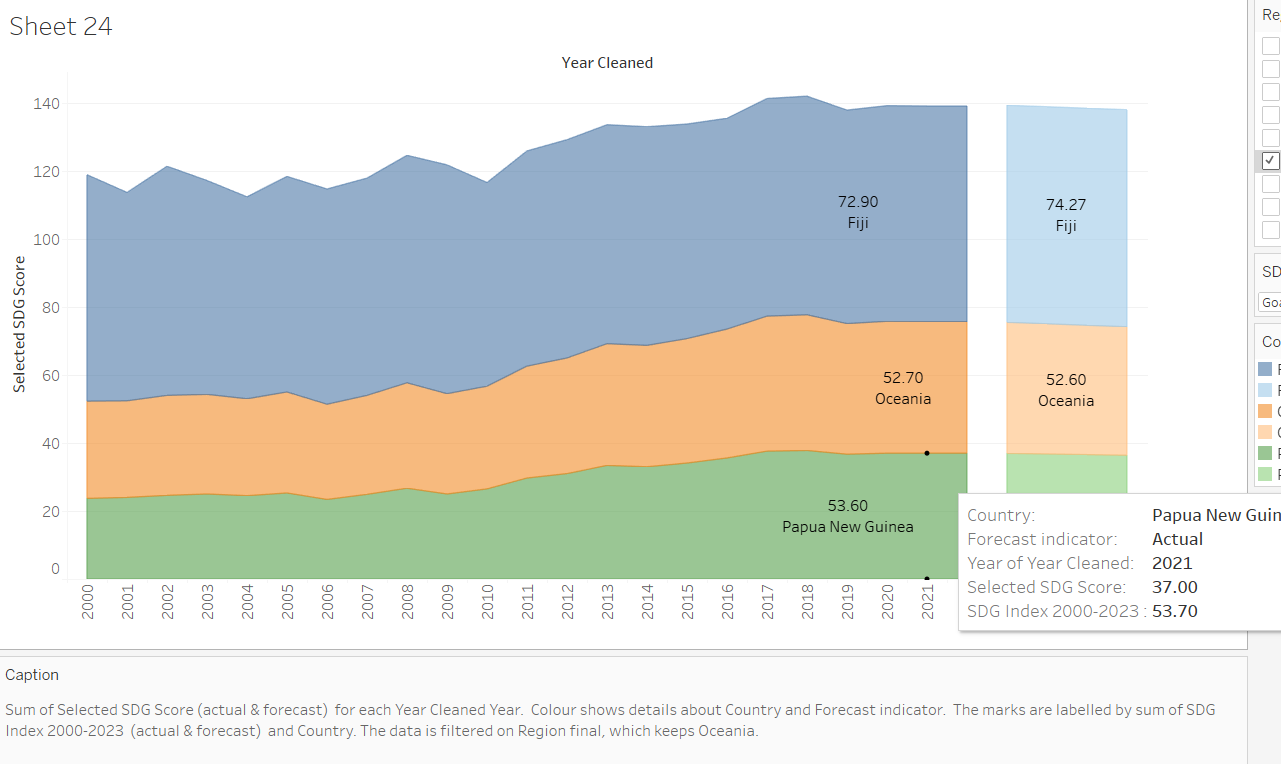 Sheet 24
Year Cleaned
Selected SDG Score
140
120
100
80
60
40
20
0
72.90
Fiji
74.27
Fiji
52.70
Oceania
52.60
Oceania
53.60
Papua New Guinea
2000
2001
2002
2003
2004
2005
2006
2007
2008
2009
2010
2011
2012
2013
2014
2015
2016
2017
2018
2019
2020
2021
Country: Papua New Guin
Forecast indicator: Actual
Year of Year Cleaned: 2021
Selected SDG Score: 37.00
SDG Index 2000-2023 : 53.70
SD
Co
Caption
Sum of Selected SDG Score (actual & forecast) for each Year Cleaned Year. Colour shows details about Country and Forecast indicator. The marks are labelled by sum of SDG
Index 2000-2023 (actual & forecast) and Country. The data is filtered on Region final, which keeps Oceania.